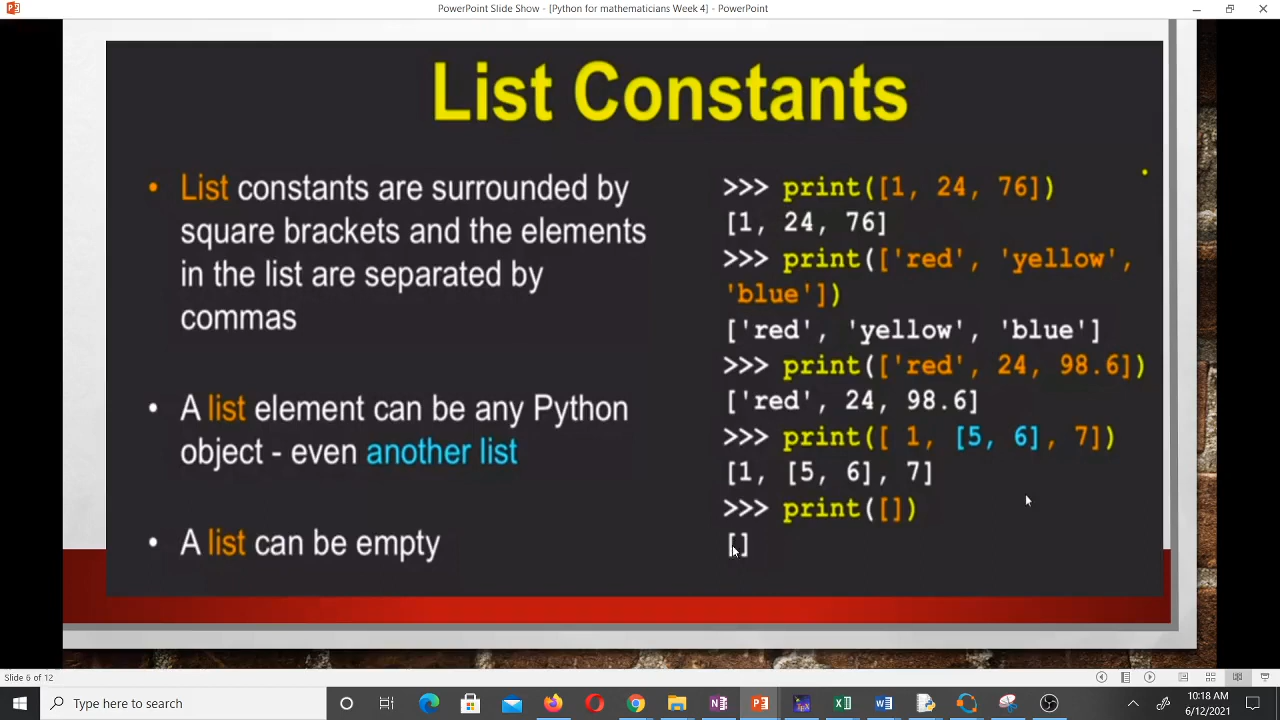 PowerPoint Slide Show - [Python for mathematicians Week 4] - PowerPoint
List Constants
• List constants are surrounded by
square brackets and the elements
in the list are separated by
commas
• A list element can be any Python
object - even another list
• A list can be empty
>>> print([1, 24, 76])
[1, 24, 76]
>>> print(['red', 'yellow',
'blue'])
['red', 'yellow', 'blue']
>>> print(['red', 24, 98.6])
['red', 24, 98.6]
>>> print([ 1, [5, 6], 7])
[1, [5, 6], 7]
>>> print([])
[]
Slide 6 of 12
Type here to search
10:18 AM
6/12/2021